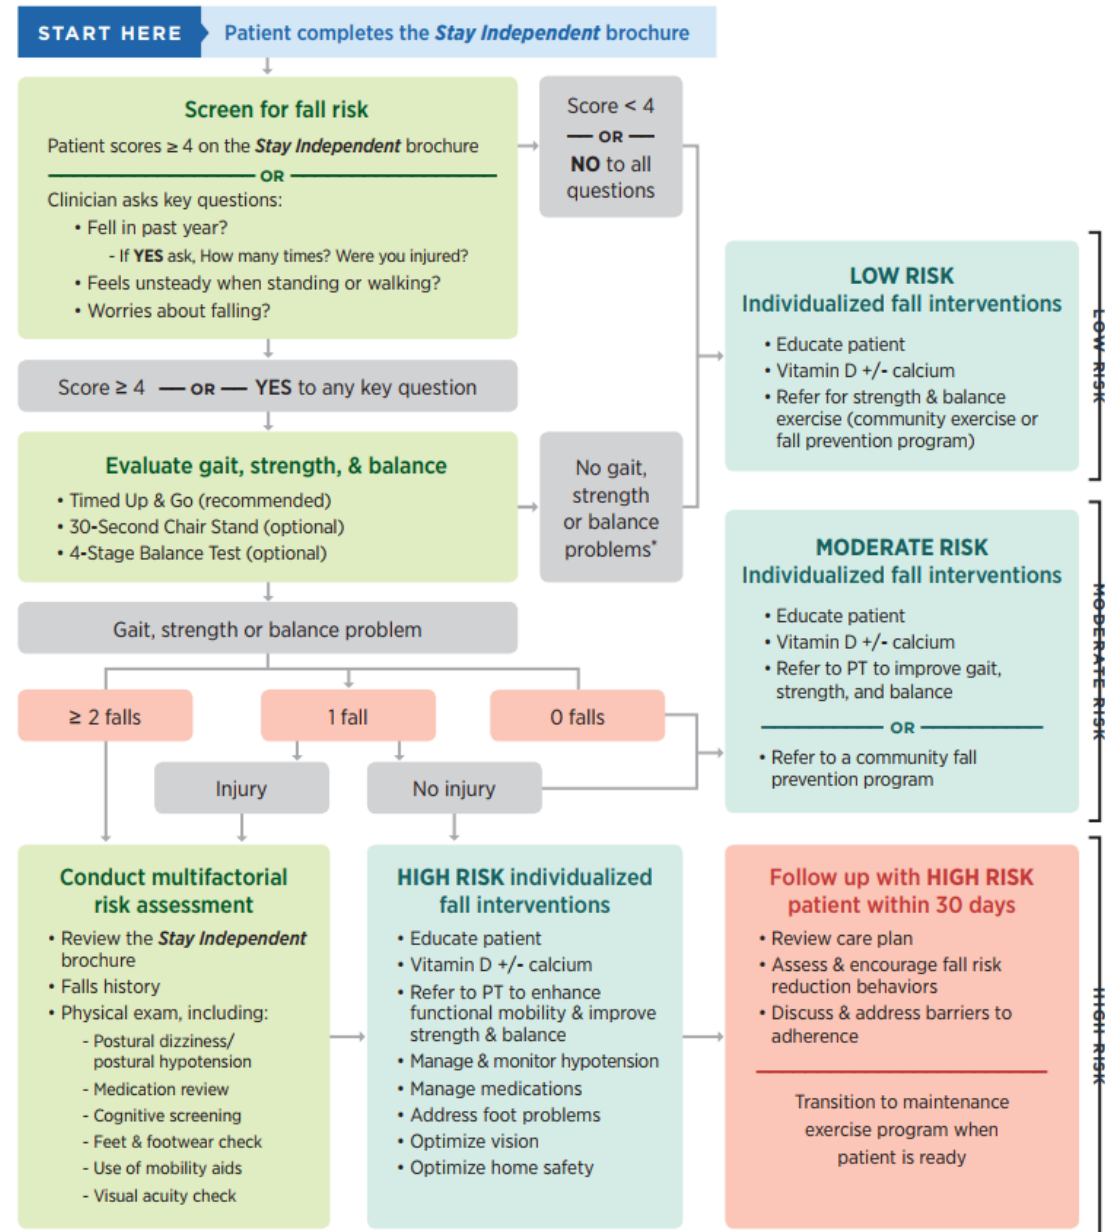 START HERE
Patient completes the Stay Independent brochure
Screen for fall risk
Patient scores ≥ 4 on the Stay Independent brochure
OR
Clinician asks key questions:
• Fell in past year?
- If YES ask, How many times? Were you injured?
• Feels unsteady when standing or walking?
• Worries about falling?
Score < 4
OR
NO to all
questions
Score ≥ 4 — OR — YES to any key question
Evaluate gait, strength, & balance
• Timed Up & Go (recommended)
• 30-Second Chair Stand (optional)
• 4-Stage Balance Test (optional)
No gait,
strength
or balance
problems*
LOW RISK
Individualized fall interventions
• Educate patient
• Vitamin D +/- calcium
• Refer for strength & balance
exercise (community exercise or
fall prevention program)
LOW RISK
Gait, strength or balance problem
≥ 2 falls
1 fall
0 falls
Injury
No injury
MODERATE RISK
Individualized fall interventions
• Educate patient
• Vitamin D +/- calcium
• Refer to PT to improve gait,
strength, and balance
OR
• Refer to a community fall
prevention program
MODERATE RISK
Conduct multifactorial
risk assessment
• Review the Stay Independent
brochure
• Falls history
• Physical exam, including:
- Postural dizziness/
postural hypotension
- Medication review
- Cognitive screening
- Feet & footwear check
- Use of mobility aids
- Visual acuity check
HIGH RISK individualized
fall interventions
• Educate patient
• Vitamin D +/- calcium
• Refer to PT to enhance
functional mobility & improve
strength & balance
• Manage & monitor hypotension
• Manage medications
• Address foot problems
• Optimize vision
• Optimize home safety
Follow up with HIGH RISK
patient within 30 days
• Review care plan
• Assess & encourage fall risk
reduction behaviors
• Discuss & address barriers to
adherence
Transition to maintenance
exercise program when
patient is ready
HIGH RISK